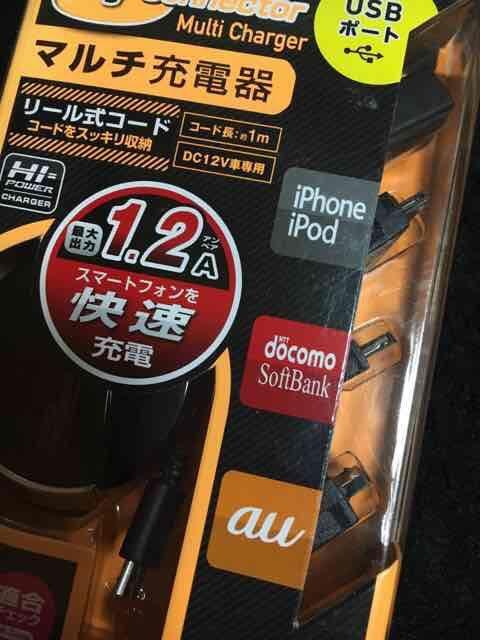 Multi Charger
USB
ポート
マルチ充電器
リール式コード
コードをスッキリ収納
コード長:約1m
DC12V車専用
HI=
POWER
CHARGER
最大
出力
1.2A
アンペア
スマートフォンを
快速
充電
iPhone
iPod
NTT
docomo
SoftBank
au
適合